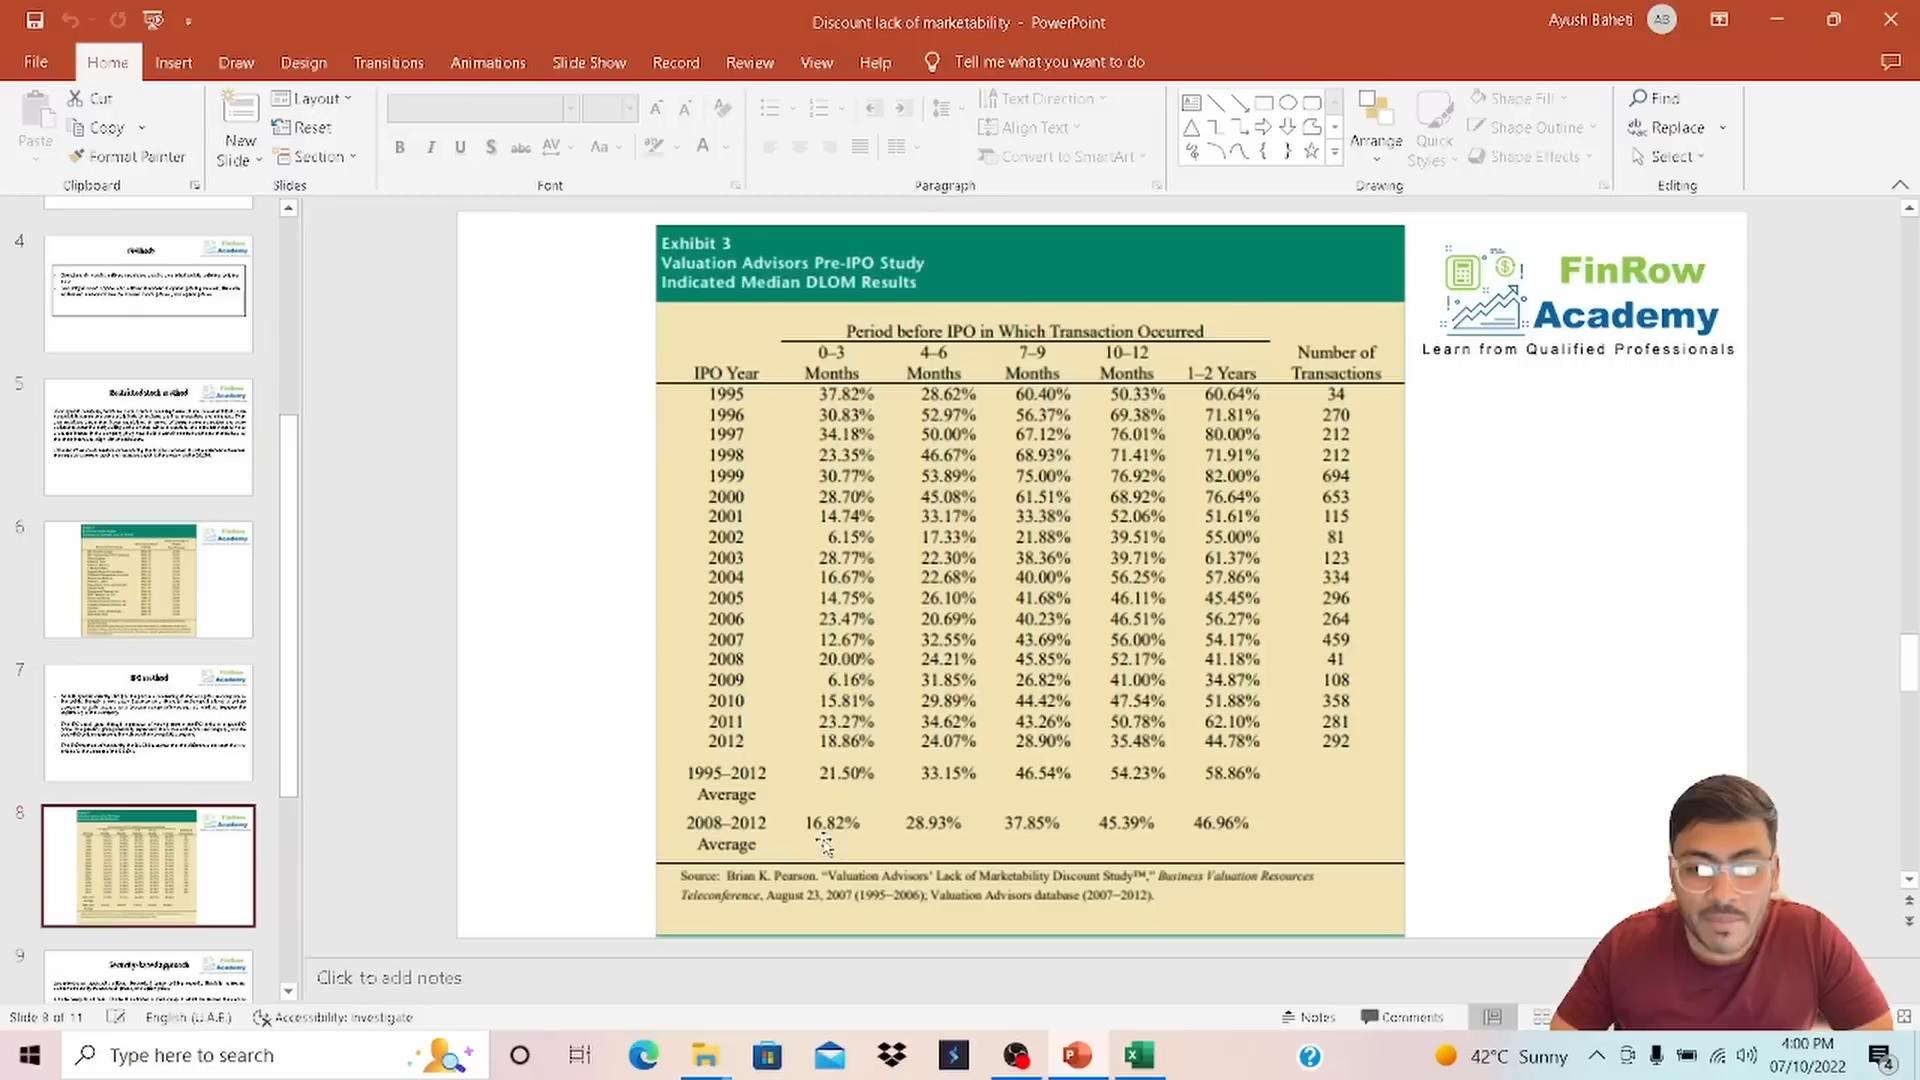 Discount lack of marketability - PowerPoint
Ayush Baheti
AB
File Home Insert Draw Design Transitions Animations Slide Show Record Review View Help Tell me what you want to do
Paste
Cut
Copy
Format Painter
Clipboard
New
Slide
Layout
Reset
Section
Slides
B I U S abc AV Aa A
Font
Text Direction
Align Text
Convert to SmartArt
Paragraph
Arrange
Quick
Styles
Shape Fill
Shape Outline
Shape Effects
Drawing
Find
Replace
Select
Editing
4
5
Restricted stock method
6
7
IPO method
8
9
Security-based approach
Exhibit 3
Valuation Advisors Pre-IPO Study
Indicated Median DLOM Results
Period before IPO in Which Transaction Occurred
0–3 4–6 7–9 10–12 Number of
IPO Year Months Months Months Months 1–2 Years Transactions
1995 37.82% 28.62% 60.40% 50.33% 60.64% 34
1996 30.83% 52.97% 56.37% 69.38% 71.81% 270
1997 34.18% 50.00% 67.12% 76.01% 80.00% 212
1998 23.35% 46.67% 68.93% 71.41% 71.91% 212
1999 30.77% 53.89% 75.00% 76.92% 82.00% 694
2000 28.70% 45.08% 61.51% 68.92% 76.64% 653
2001 14.74% 33.17% 33.38% 52.06% 51.61% 115
2002 6.15% 17.33% 21.88% 39.51% 55.00% 81
2003 28.77% 22.30% 38.36% 39.71% 61.37% 123
2004 16.67% 22.68% 40.00% 56.25% 57.86% 334
2005 14.75% 26.10% 41.68% 46.11% 45.45% 296
2006 23.47% 20.69% 40.23% 46.51% 56.27% 264
2007 12.67% 32.55% 43.69% 56.00% 54.17% 459
2008 20.00% 24.21% 45.85% 52.17% 41.18% 41
2009 6.16% 31.85% 26.82% 41.00% 34.87% 108
2010 15.81% 29.89% 44.42% 47.54% 51.88% 358
2011 23.27% 34.62% 43.26% 50.78% 62.10% 281
2012 18.86% 24.07% 28.90% 35.48% 44.78% 292
1995–2012 21.50% 33.15% 46.54% 54.23% 58.86%
Average
2008–2012 16.82% 28.93% 37.85% 45.39% 46.96%
Average
Source: Brian K. Pearson. “Valuation Advisors’ Lack of Marketability Discount Study™,” Business Valuation Resources
Teleconference, August 23, 2007 (1995–2006); Valuation Advisors database (2007–2012).
FinRow
Academy
Learn from Qualified Professionals
Click to add notes
Slide 8 of 11 English (U.A.E.) Accessibility: Investigate Notes Comments
Type here to search
42°C Sunny
4:00 PM
07/10/2022
4